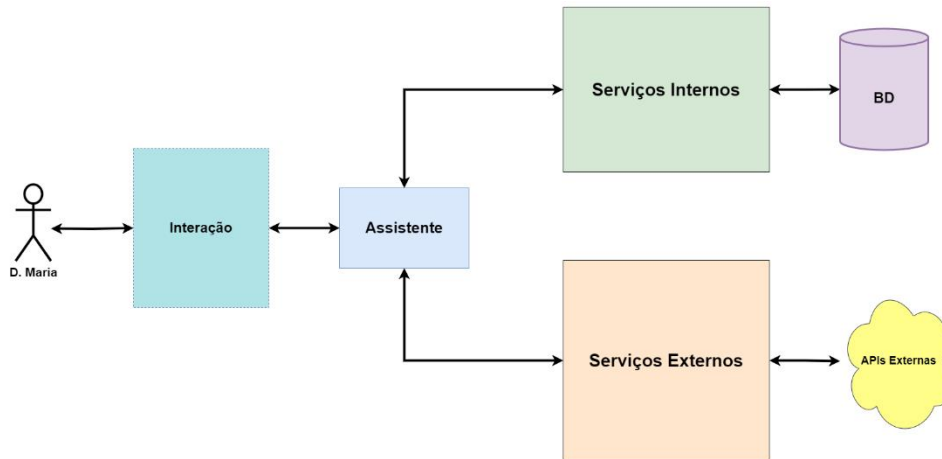 Serviços Internos
BD
Interação
Assistente
D. Maria
Serviços Externos
APIs Externas